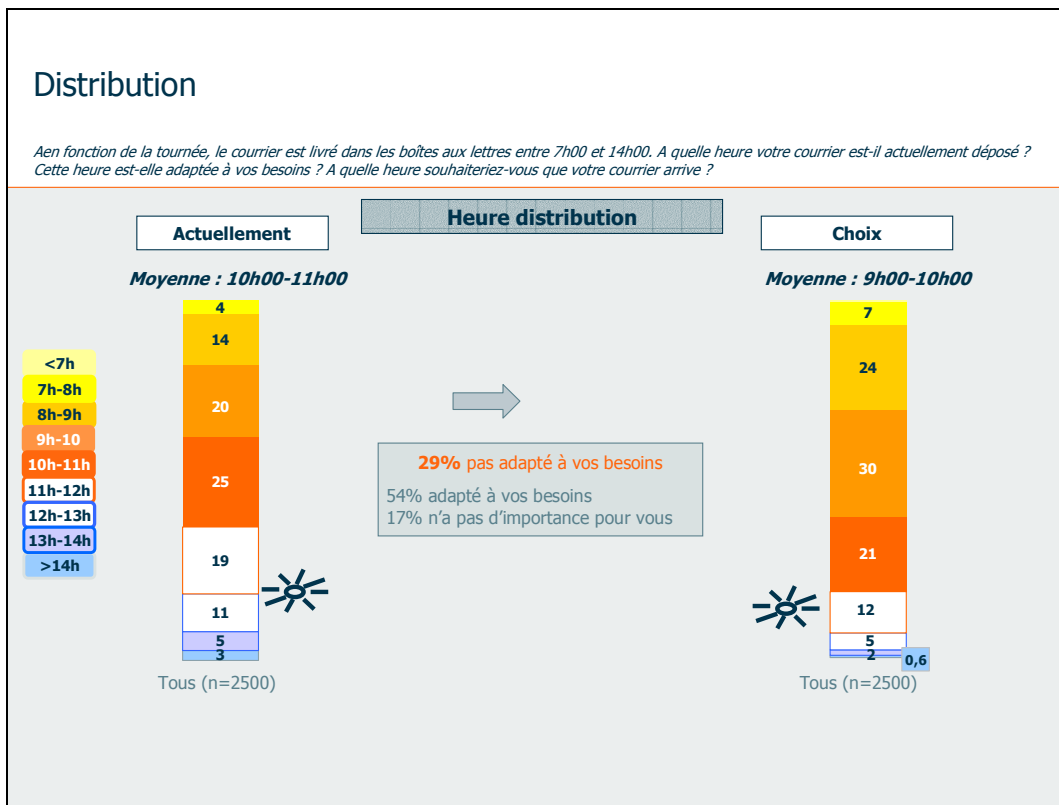 Distribution
Aen fonction de la tournée, le courrier est livré dans les boîtes aux lettres entre 7h00 et 14h00. A quelle heure votre courrier est-il actuellement déposé ?
Cette heure est-elle adaptée à vos besoins ? A quelle heure souhaiteriez-vous que votre courrier arrive ?
Heure distribution
Actuellement
Moyenne : 10h00-11h00
4
14
20
25
19
11
5
3
Tous (n=2500)
<7h
7h-8h
8h-9h
9h-10
10h-11h
11h-12h
12h-13h
13h-14h
>14h
29% pas adapté à vos besoins
54% adapté à vos besoins
17% n’a pas d’importance pour vous
Choix
Moyenne : 9h00-10h00
7
24
30
21
12
5
2
0,6
Tous (n=2500)